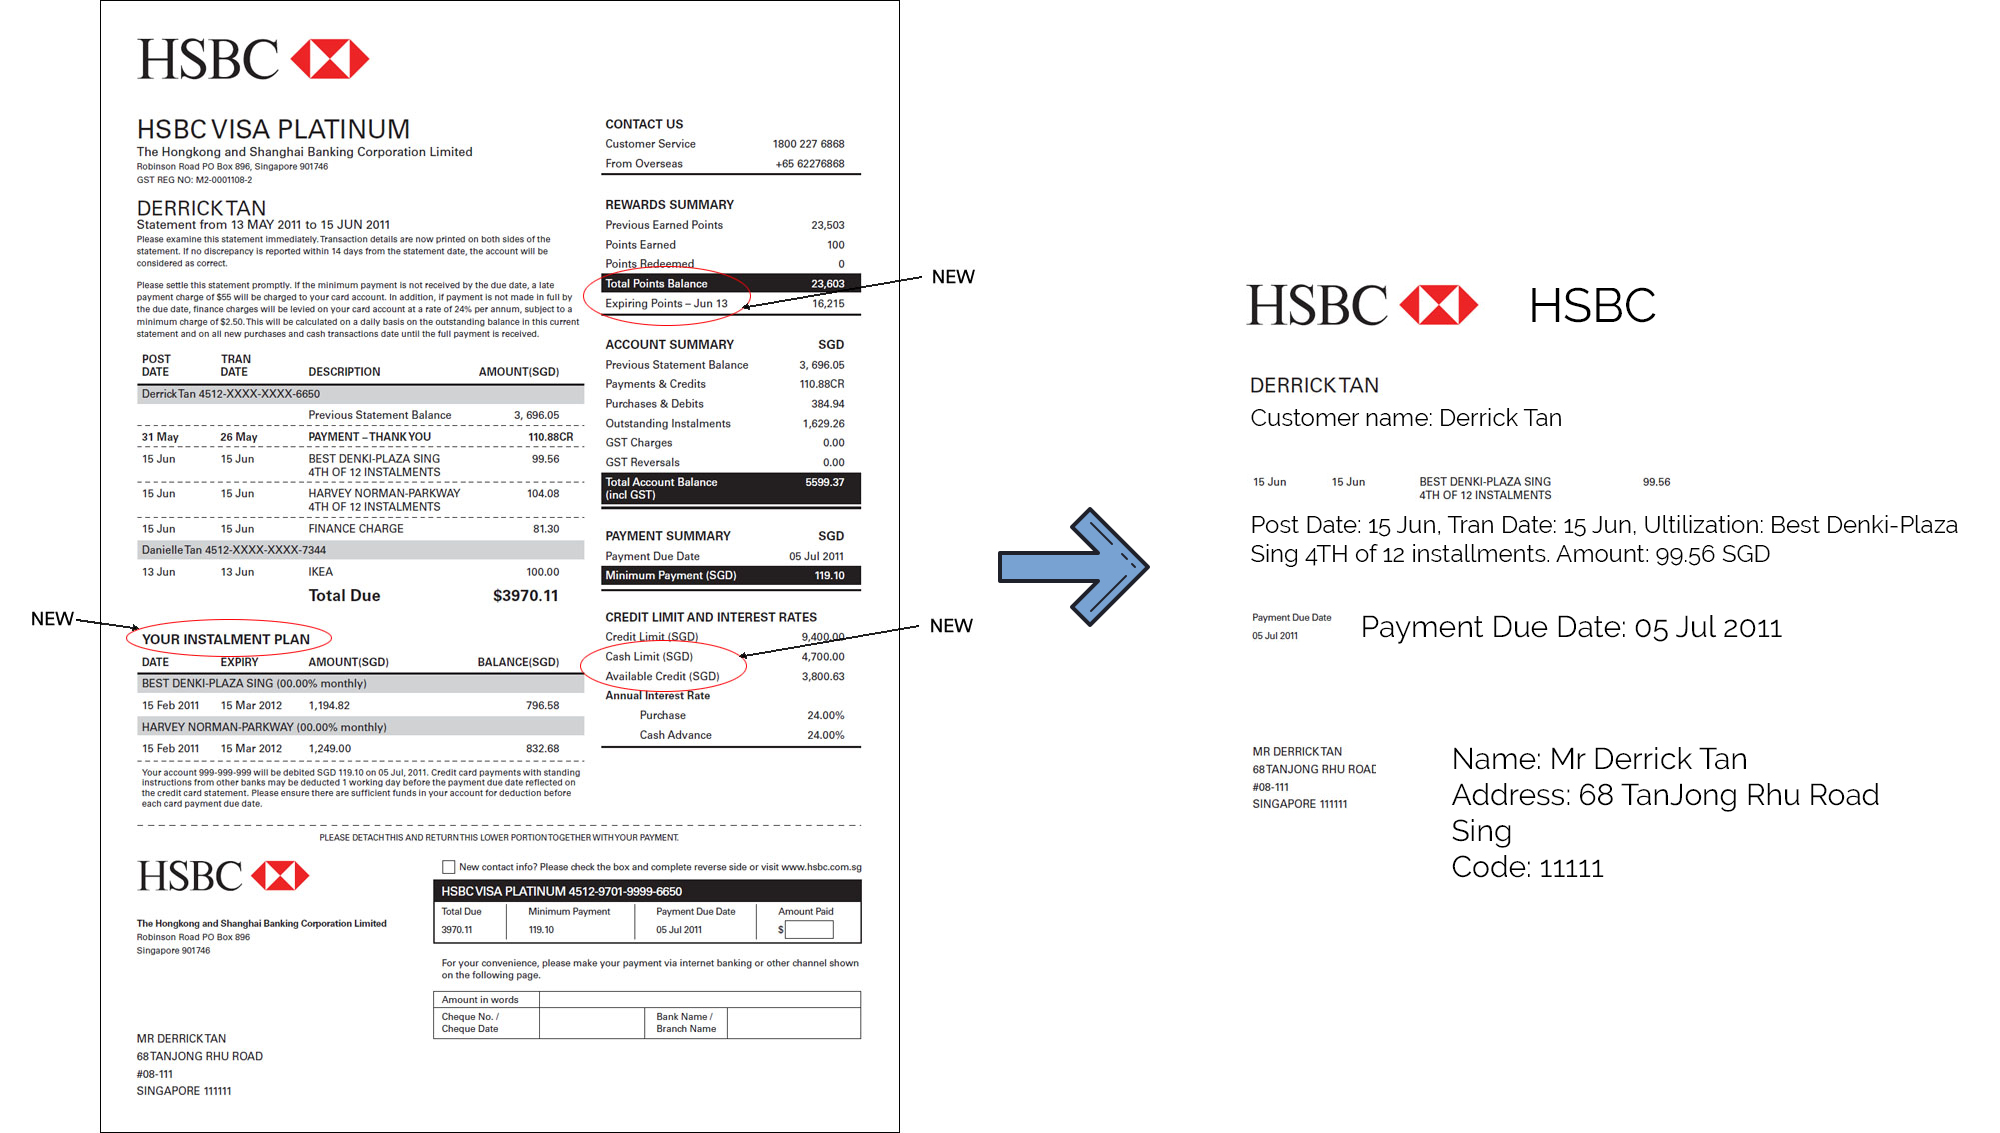 HSBC
HSBC VISA PLATINUM
The Hongkong and Shanghai Banking Corporation Limited
Robinson Road PO Box 896, Singapore 901746
GST REG NO: M2-0001108-2
DERRICK TAN
Statement from 13 MAY 2011 to 15 JUN 2011
Please examine this statement immediately. Transaction details are now printed on both sides of the
statement. If no discrepancy is reported within 14 days from the statement date, the account will be
considered as correct.
Please settle this statement promptly. If the minimum payment is not received by the due date, a late
payment charge of $55 will be charged to your card account. In addition, if payment is not made in full by
the due date, finance charges will be levied on your card account at a rate of 24% per annum, subject to a
minimum charge of $2.50. This will be calculated on a daily basis on the outstanding balance in this current
statement and on all new purchases and cash transactions date until the full payment is received.
POST DATE TRAN DATE DESCRIPTION AMOUNT(SGD)
Derrick Tan 4512-XXXX-XXXX-6650
Previous Statement Balance 3, 696.05
31 May 26 May PAYMENT – THANK YOU 110.88CR
15 Jun 15 Jun BEST DENKI-PLAZA SING 99.56
4TH OF 12 INSTALMENTS
15 Jun 15 Jun HARVEY NORMAN-PARKWAY 104.08
4TH OF 12 INSTALMENTS
15 Jun 15 Jun FINANCE CHARGE 81.30
Danielle Tan 4512-XXXX-XXXX-7344
13 Jun 13 Jun IKEA 100.00
Total Due $3970.11
NEW
YOUR INSTALMENT PLAN
DATE EXPIRY AMOUNT(SGD) BALANCE(SGD)
BEST DENKI-PLAZA SING (00.00% monthly)
15 Feb 2011 15 Mar 2012 1,194.82 796.58
HARVEY NORMAN-PARKWAY (00.00% monthly)
15 Feb 2011 15 Mar 2012 1,249.00 832.68
Your account 999-999-999 will be debited SGD 119.10 on 05 Jul, 2011. Credit card payments with standing
instructions from other banks may be deducted 1 working day before the payment due date reflected on
the credit card statement. Please ensure there are sufficient funds in your account for deduction before
each card payment due date.
CONTACT US
Customer Service 1800 227 6868
From Overseas +65 62276868
REWARDS SUMMARY
Previous Earned Points 23,503
Points Earned 100
Points Redeemed 0
Total Points Balance 23,603
Expiring Points – Jun 13 16,215
NEW
ACCOUNT SUMMARY SGD
Previous Statement Balance 3, 696.05
Payments & Credits 110.88CR
Purchases & Debits 384.94
Outstanding Instalments 1,629.26
GST Charges 0.00
GST Reversals 0.00
Total Account Balance 5599.37
(incl GST)
PAYMENT SUMMARY SGD
Payment Due Date 05 Jul 2011
Minimum Payment (SGD) 119.10
CREDIT LIMIT AND INTEREST RATES
Credit Limit (SGD) 9,400.00
Cash Limit (SGD) 4,700.00
Available Credit (SGD) 3,800.63
NEW
Annual Interest Rate
Purchase 24.00%
Cash Advance 24.00%
PLEASE DETACH THIS AND RETURN THIS LOWER PORTION TOGETHER WITH YOUR PAYMENT.
HSBC
The Hongkong and Shanghai Banking Corporation Limited
Robinson Road PO Box 896
Singapore 901746
MR DERRICK TAN
68 TANJONG RHU ROAD
#08-111
SINGAPORE 111111
New contact info? Please check the box and complete reverse side or visit www.hsbc.com.sg
HSBC VISA PLATINUM 4512-9701-9999-6650
Total Due Minimum Payment Payment Due Date Amount Paid
3970.11 119.10 05 Jul 2011 $
For your convenience, please make your payment via internet banking or other channel shown
on the following page.
Amount in words
Cheque No. / Bank Name /
Cheque Date Branch Name
HSBC HSBC
DERRICK TAN
Customer name: Derrick Tan
15 Jun 15 Jun BEST DENKI-PLAZA SING 99.56
4TH OF 12 INSTALMENTS
Post Date: 15 Jun, Tran Date: 15 Jun, Ultilization: Best Denki-Plaza
Sing 4TH of 12 installments. Amount: 99.56 SGD
Payment Due Date
05 Jul 2011
Payment Due Date: 05 Jul 2011
MR DERRICK TAN
68 TANJONG RHU ROAD
#08-111
SINGAPORE 111111
Name: Mr Derrick Tan
Address: 68 TanJong Rhu Road
Sing
Code: 11111